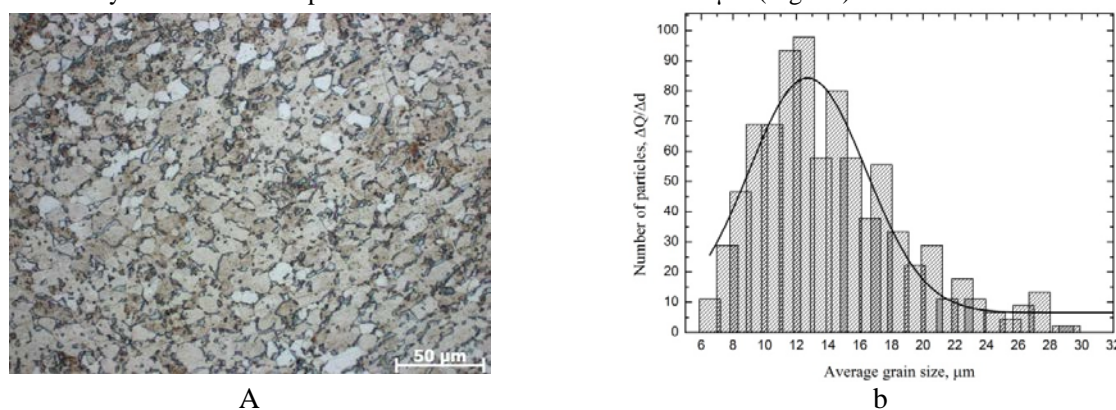 50 µm
A
100
90
80
70
60
50
40
30
20
10
0
Number of particles, ΔQ/Δd
6 8 10 12 14 16 18 20 22 24 26 28 30 32
Average grain size, µm
b